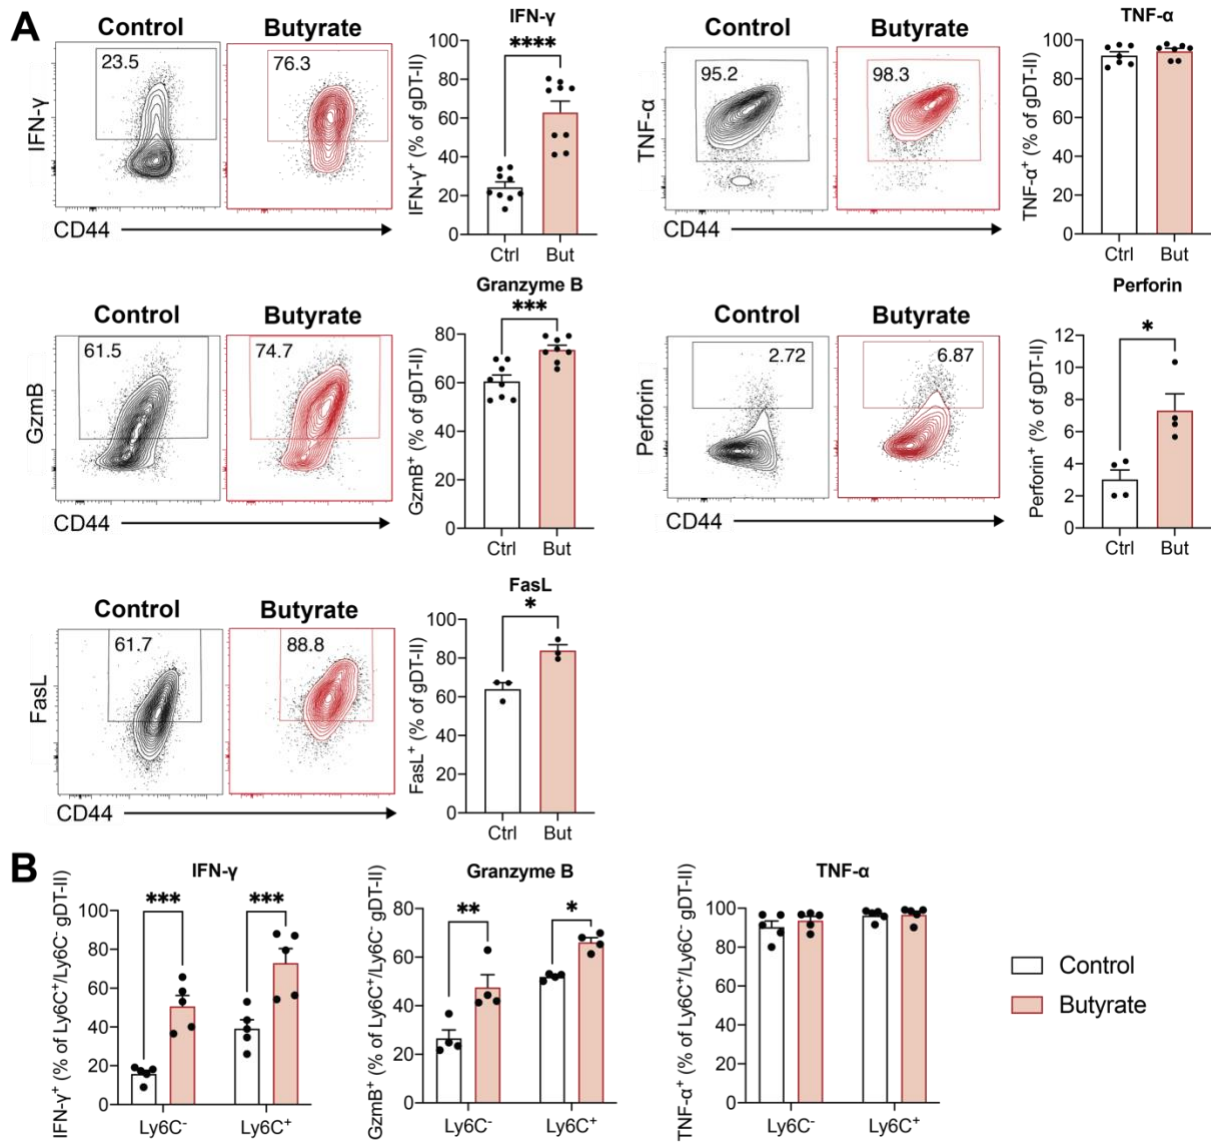 A
Control
Butyrate
IFN-γ
23.5
76.3
CD44
IFN-γ
****
IFN-γ⁺ (% of gDT-II)
100
80
60
40
20
0
Ctrl
But
Control
Butyrate
TNF-α
95.2
98.3
CD44
TNF-α
TNF-α⁺ (% of gDT-II)
100
80
60
40
20
0
Ctrl
But
Control
Butyrate
GzmB
61.5
74.7
CD44
Granzyme B
***
GzmB⁺ (% of gDT-II)
80
60
40
20
0
Ctrl
But
Control
Butyrate
Perforin
2.72
6.87
CD44
Perforin
*
Perforin⁺ (% of gDT-II)
12
10
8
6
4
2
0
Ctrl
But
Control
Butyrate
FasL
61.7
88.8
CD44
FasL
*
FasL⁺ (% of gDT-II)
100
80
60
40
20
0
Ctrl
But
B
IFN-γ
*** ***
IFN-γ⁺ (% of Ly6C⁺/Ly6C⁻ gDT-II)
100
80
60
40
20
0
Ly6C⁻ Ly6C⁺
Granzyme B
** *
GzmB⁺ (% of Ly6C⁺/Ly6C⁻ gDT-II)
80
60
40
20
0
Ly6C⁻ Ly6C⁺
TNF-α
TNF-α⁺ (% of Ly6C⁺/Ly6C⁻ gDT-II)
100
80
60
40
20
0
Ly6C⁻ Ly6C⁺
Control
Butyrate